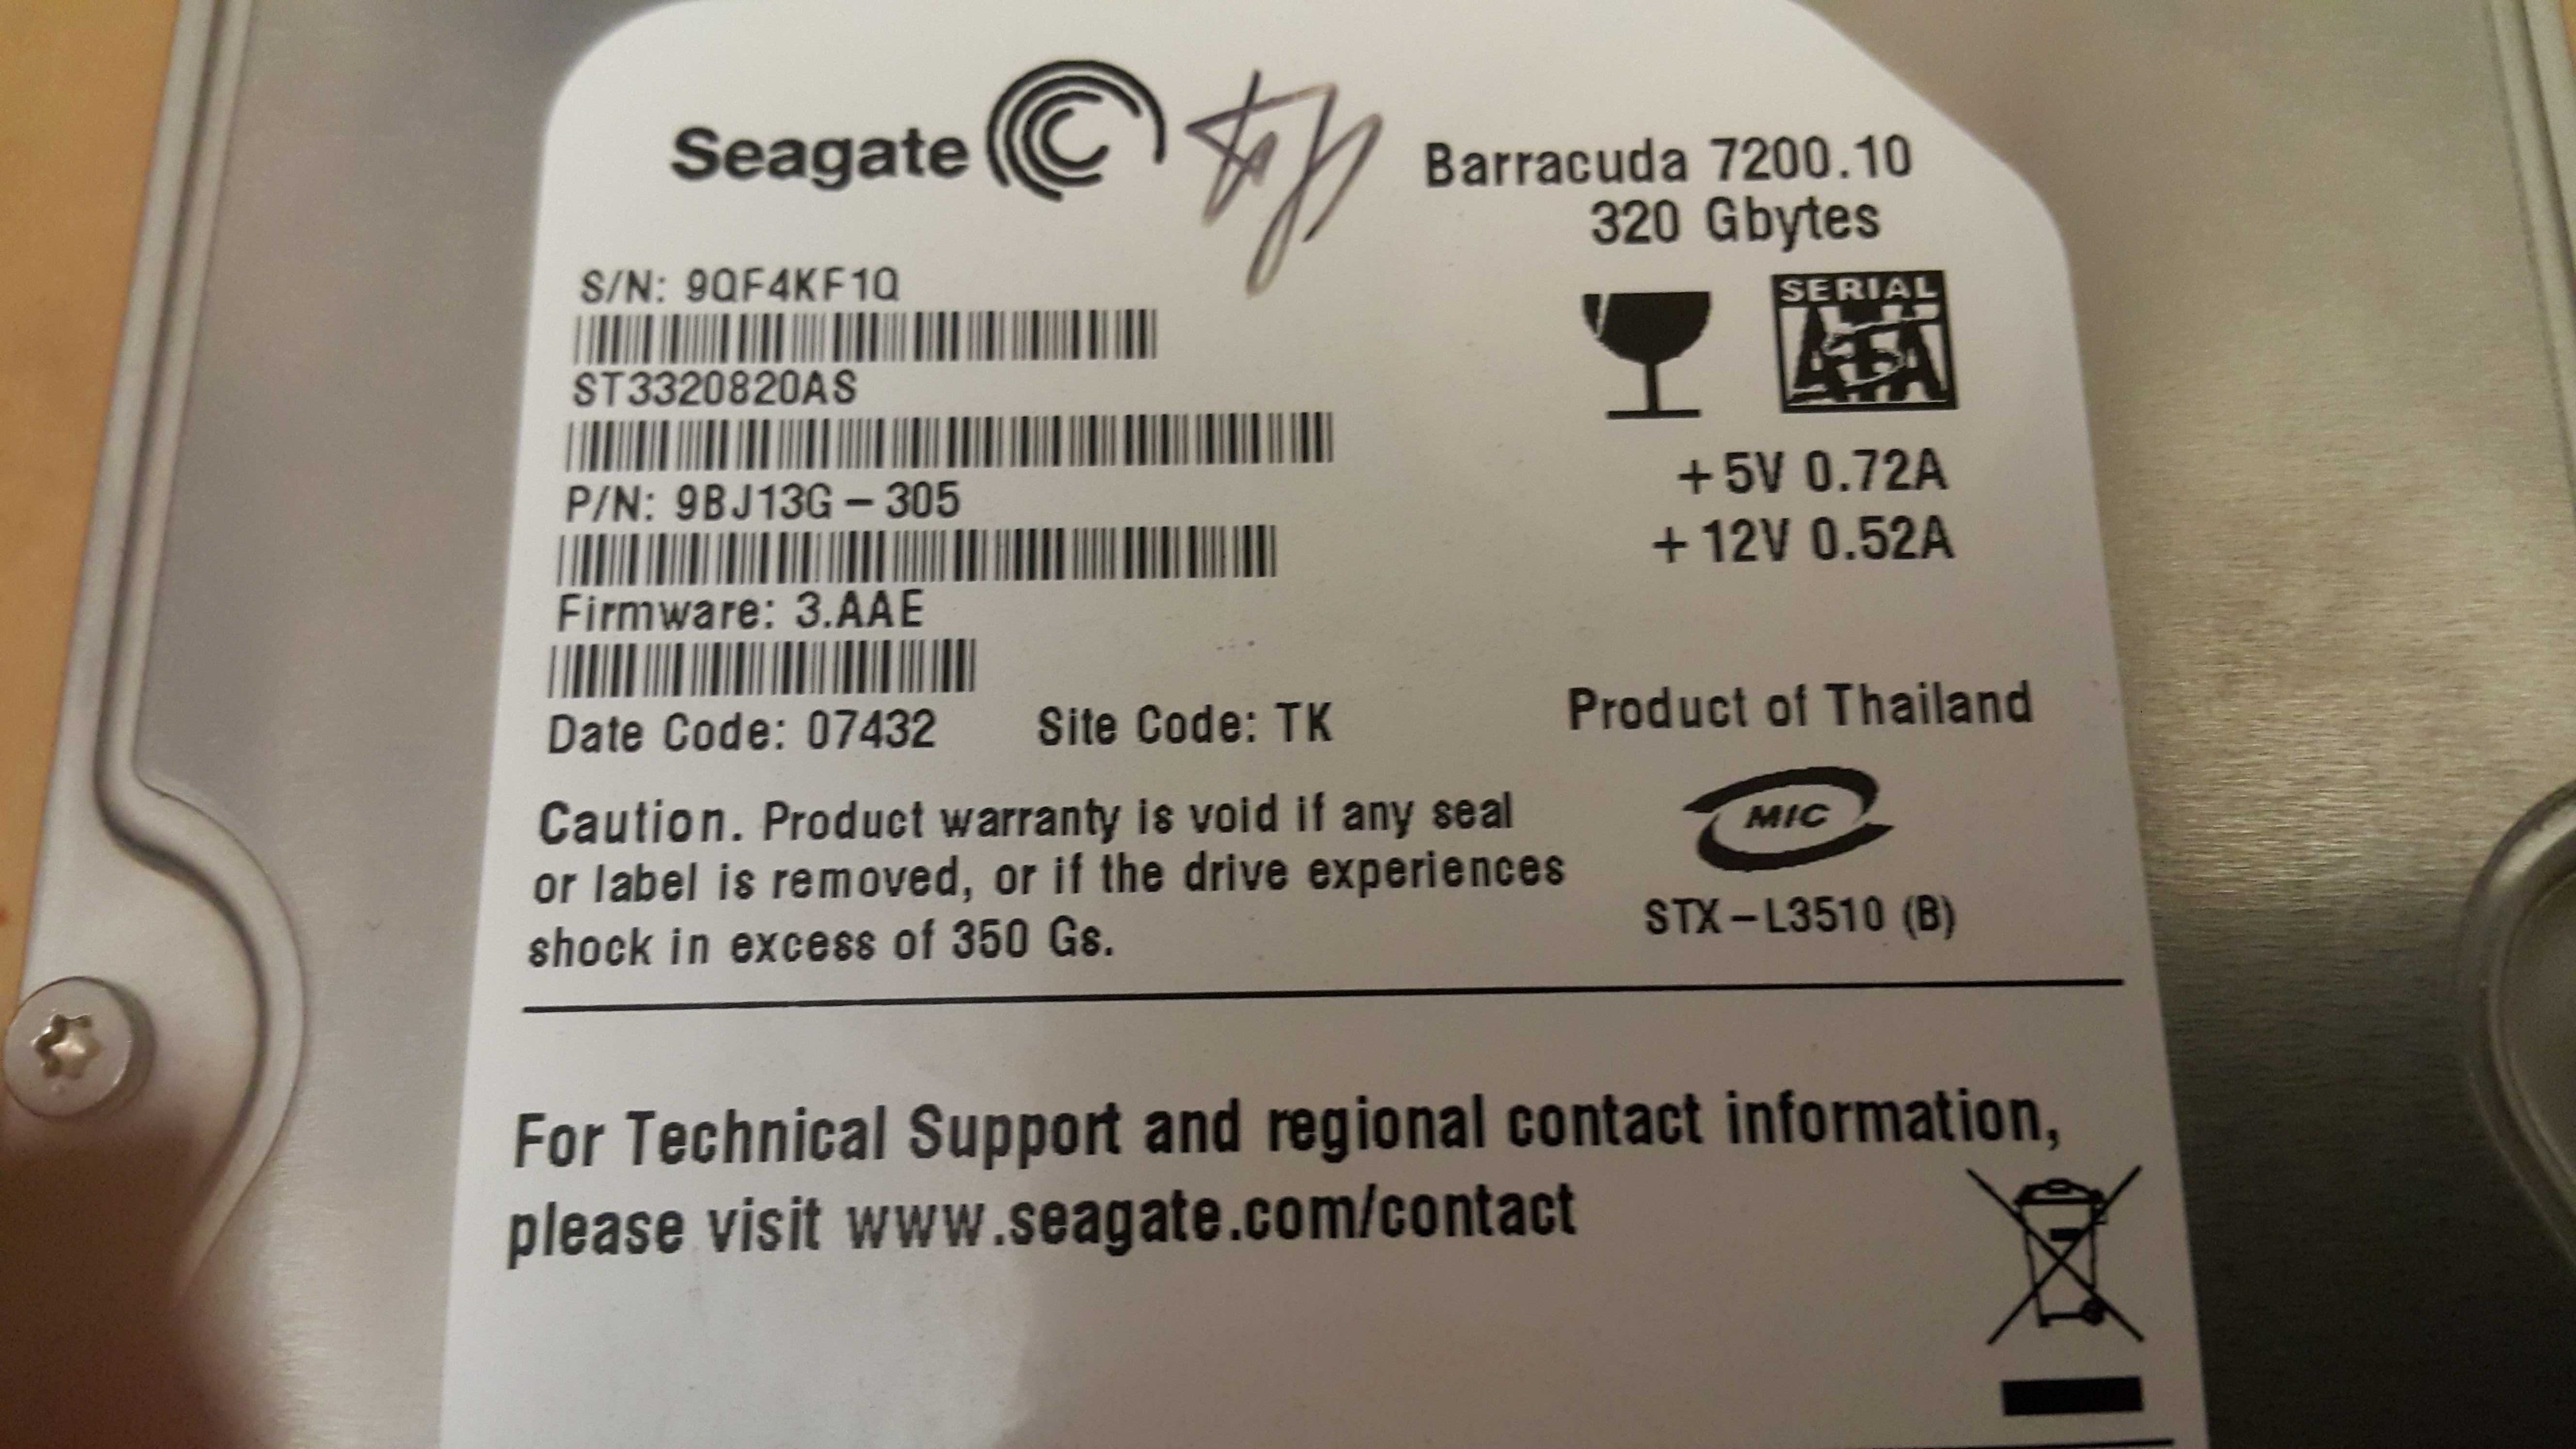 Seagate
Barracuda 7200.10
320 Gbytes
S/N: 9QF4KF1Q
SERIAL
ATA
ST3320820AS
+5V 0.72A
P/N: 9BJ13G-305
+12V 0.52A
Firmware: 3.AAE
Date Code: 07432 Site Code: TK
Product of Thailand
Caution. Product warranty is void if any seal
or label is removed, or if the drive experiences
shock in excess of 350 Gs.
MIC
STX-L3510 (B)
For Technical Support and regional contact information,
please visit www.seagate.com/contact